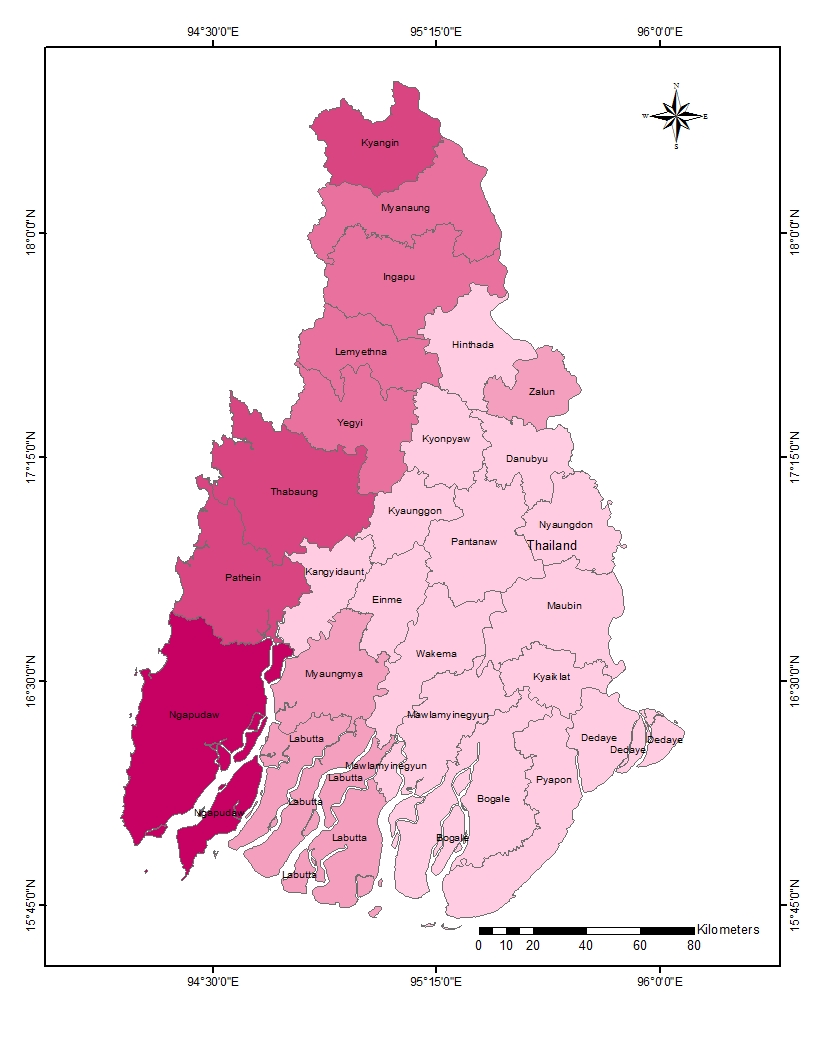 94°30'0"E 95°15'0"E 96°0'0"E
N
W E
S
Kyangin
Myanaung
18°0'0"N 18°0'0"N
Ingapu
Hinthada
Lemyethna
Zalun
Yegyi
Kyonpyaw
17°15'0"N 17°15'0"N
Danubyu
Thabaung
Kyaunggon
Nyaungdon
Pantanaw
Thailand
Kangyidaunt
Pathein
Einme
Maubin
Wakema
Myaungmya
Kyaiklat
16°30'0"N 16°30'0"N
Ngapudaw
Mawlamyinegyun
Labutta
Dedaye
Dedaye
Dedaye
Mawlamyinegyun
Labutta
Pyapon
Labutta
Bogale
Ngapudaw
Labutta
Bogale
Labutta
15°45'0"N 15°45'0"N
Kilometers
0 10 20 40 60 80
94°30'0"E 95°15'0"E 96°0'0"E